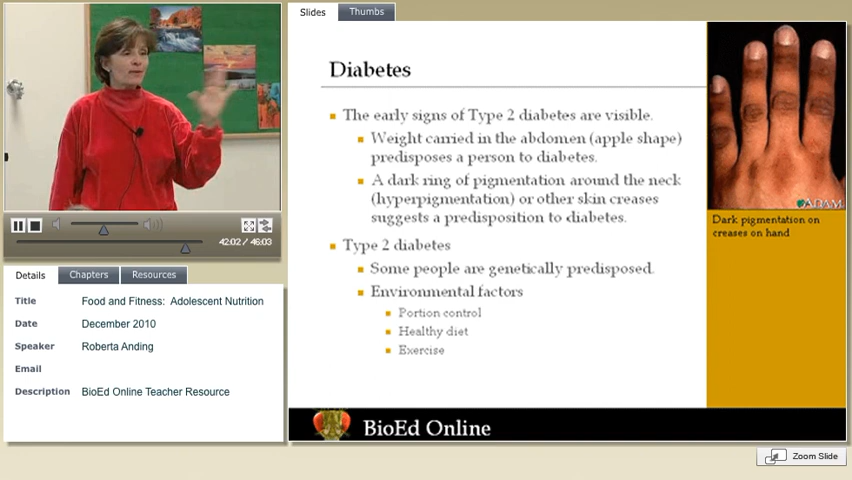 Slides
Thumbs
Diabetes
The early signs of Type 2 diabetes are visible.
Weight carried in the abdomen (apple shape)
predisposes a person to diabetes.
A dark ring of pigmentation around the neck
(hyperpigmentation) or other skin creases
suggests a predisposition to diabetes.
Type 2 diabetes
Some people are genetically predisposed.
Environmental factors
Portion control
Healthy diet
Exercise
ADAM
Dark pigmentation on
creases on hand
42:02 / 46:03
Details
Chapters
Resources
Title Food and Fitness: Adolescent Nutrition
Date December 2010
Speaker Roberta Anding
Email
Description BioEd Online Teacher Resource
BioEd Online
Zoom Slide